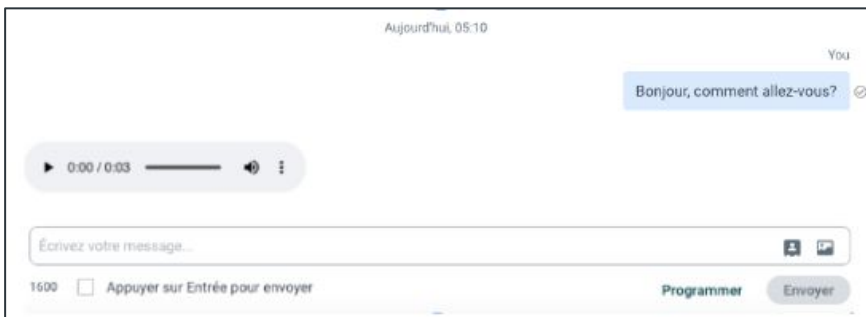 Aujourd'hui, 05:10
You
Bonjour, comment allez-vous?
0:00 / 0:03
Écrivez votre message...
1600 Appuyer sur Entrée pour envoyer Programmer Envoyer